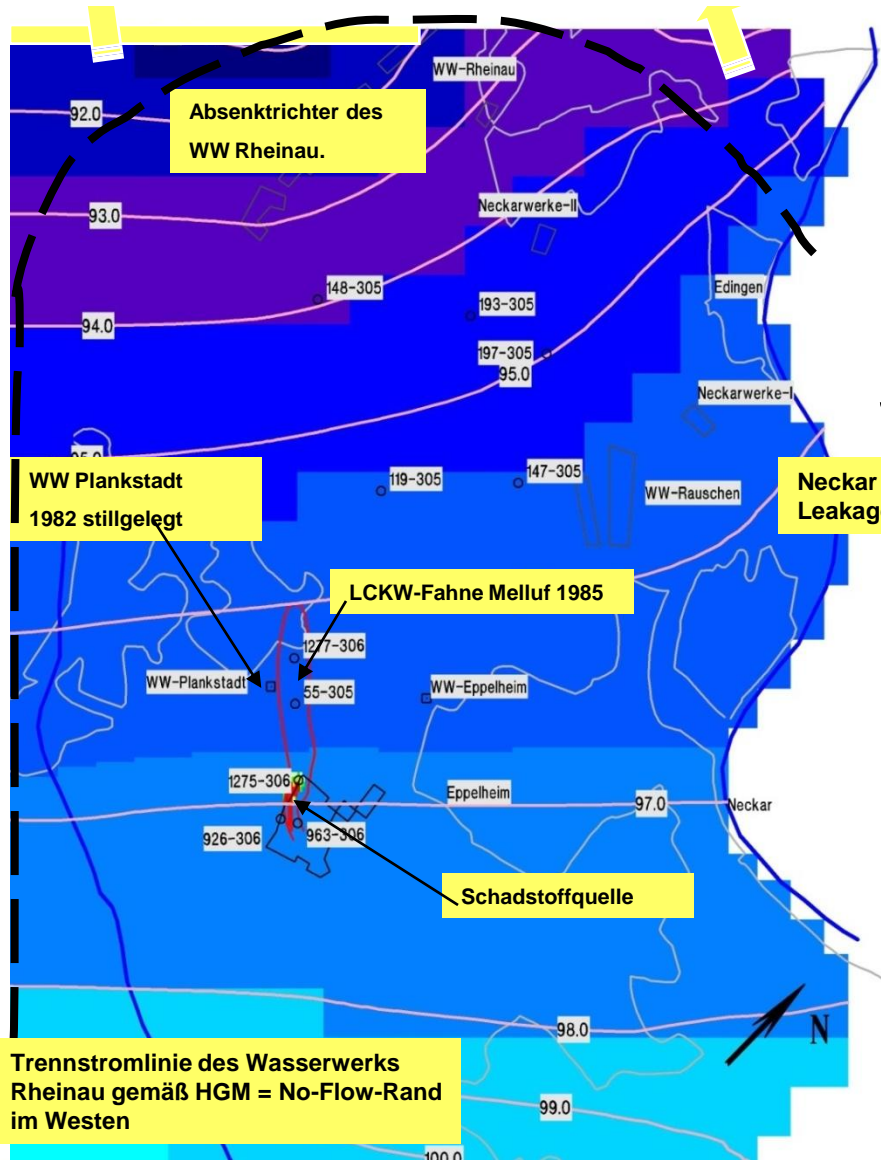 WW-Rheinau
92.0
Absenktrichter des
WW Rheinau.
93.0
Neckarwerke-II
148-305
Edingen
193-305
94.0
197-305
95.0
Neckarwerke-I
WW Plankstadt
1982 stillgelegt
119-305
147-305
WW-Rauschen
Neckar
Leakag
LCKW-Fahne Melluf 1985
1277-306
WW-Plankstadt
55-305
WW-Eppelheim
1275-306
Eppelheim
97.0
Neckar
926-306
963-306
Schadstoffquelle
98.0
N
Trennstromlinie des Wasserwerks
Rheinau gemäß HGM = No-Flow-Rand
im Westen
99.0
100.0